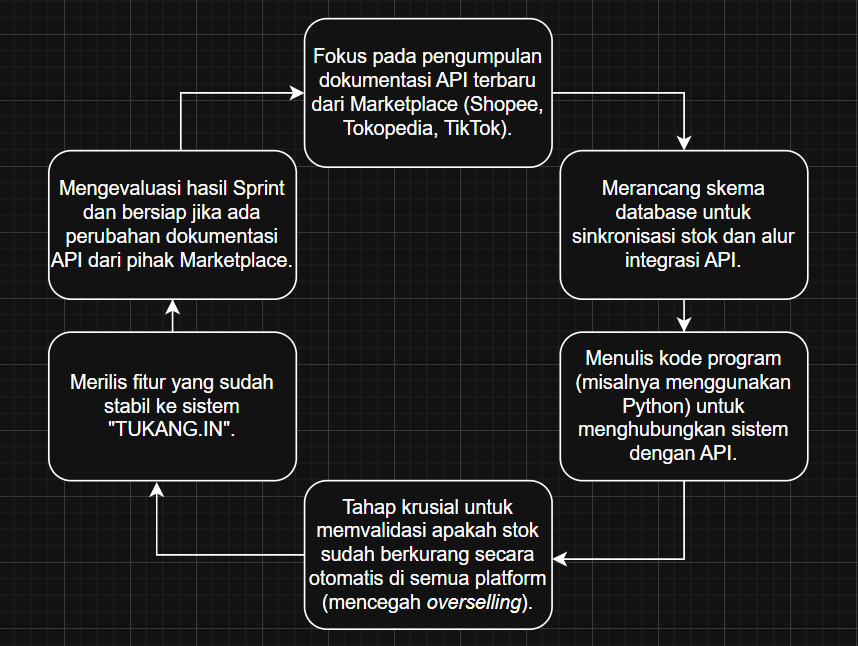 Fokus pada pengumpulan
dokumentasi API terbaru
dari Marketplace (Shopee,
Tokopedia, TikTok).
Merancang skema
database untuk
sinkronisasi stok dan alur
integrasi API.
Menulis kode program
(misalnya menggunakan
Python) untuk
menghubungkan sistem
dengan API.
Tahap krusial untuk
memvalidasi apakah stok
sudah berkurang secara
otomatis di semua platform
(mencegah overselling).
Merilis fitur yang sudah
stabil ke sistem
"TUKANG.IN".
Mengevaluasi hasil Sprint
dan bersiap jika ada
perubahan dokumentasi
API dari pihak Marketplace.